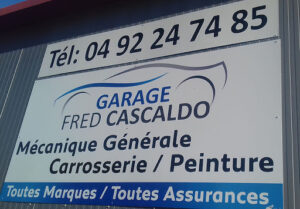 Tél: 04 92 24 74 85
GARAGE
FRED CASCALDO
Mécanique Générale
Carrosserie / Peinture
Toutes Marques / Toutes Assurances